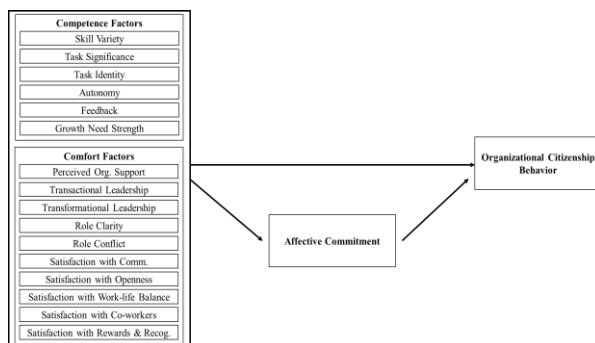 Competence Factors
Skill Variety
Task Significance
Task Identity
Autonomy
Feedback
Growth Need Strength
Comfort Factors
Perceived Org. Support
Transactional Leadership
Transformational Leadership
Role Clarity
Role Conflict
Satisfaction with Comm.
Satisfaction with Openness
Satisfaction with Work-life Balance
Satisfaction with Co-workers
Satisfaction with Rewards & Recog.
Affective Commitment
Organizational Citizenship
Behavior